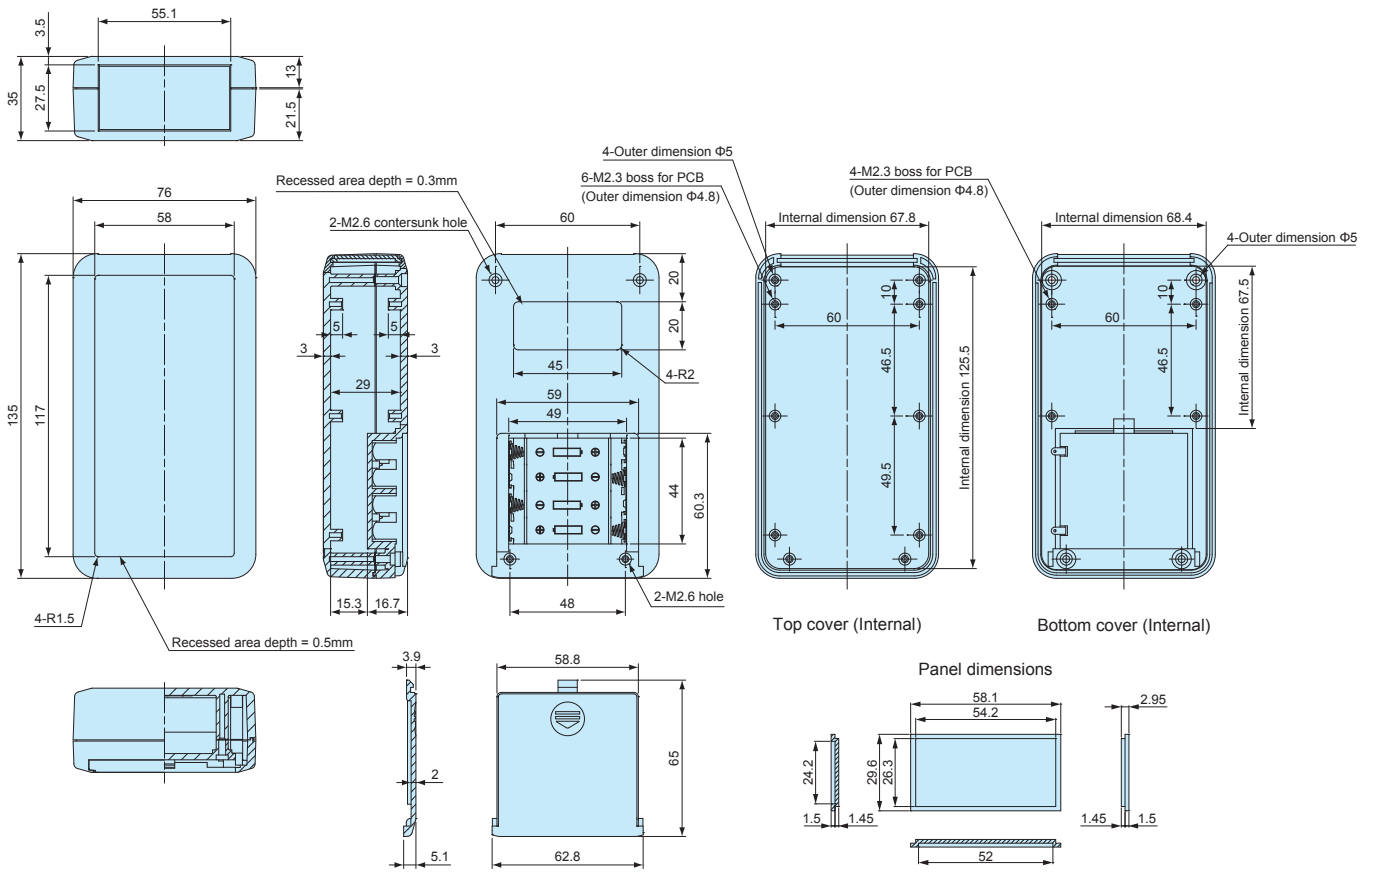 55.1
3.5
35
27.5
13
21.5
76
58
135
117
4-R1.5
Recessed area depth = 0.5mm
5
5
3
3
29
15.3
16.7
Recessed area depth = 0.3mm
2-M2.6 contersunk hole
60
20
20
45
4-R2
59
49
44
60.3
48
2-M2.6 hole
4-Outer dimension Φ5
6-M2.3 boss for PCB
(Outer dimension Φ4.8)
Internal dimension 67.8
10
60
46.5
49.5
Internal dimension 125.5
Top cover (Internal)
4-M2.3 boss for PCB
(Outer dimension Φ4.8)
Internal dimension 68.4
4-Outer dimension Φ5
10
60
46.5
Internal dimension 67.5
Bottom cover (Internal)
3.9
2
5.1
58.8
65
62.8
Panel dimensions
58.1
54.2
2.95
24.2
29.6
26.3
1.5
1.45
1.45
1.5
52